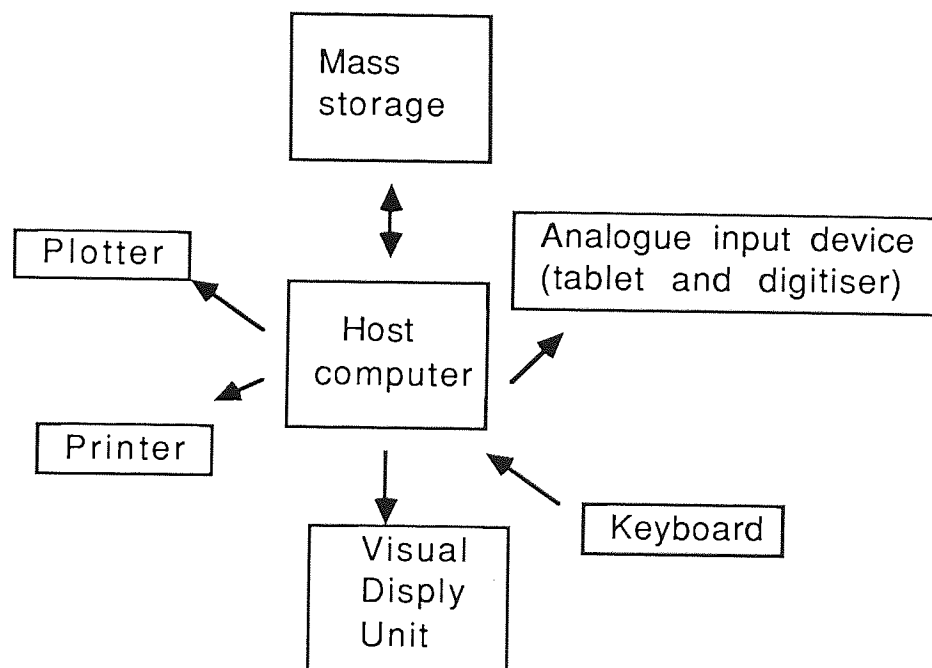 Mass
storage
Plotter
Analogue input device
(tablet and digitiser)
Host
computer
Printer
Keyboard
Visual
Disply
Unit